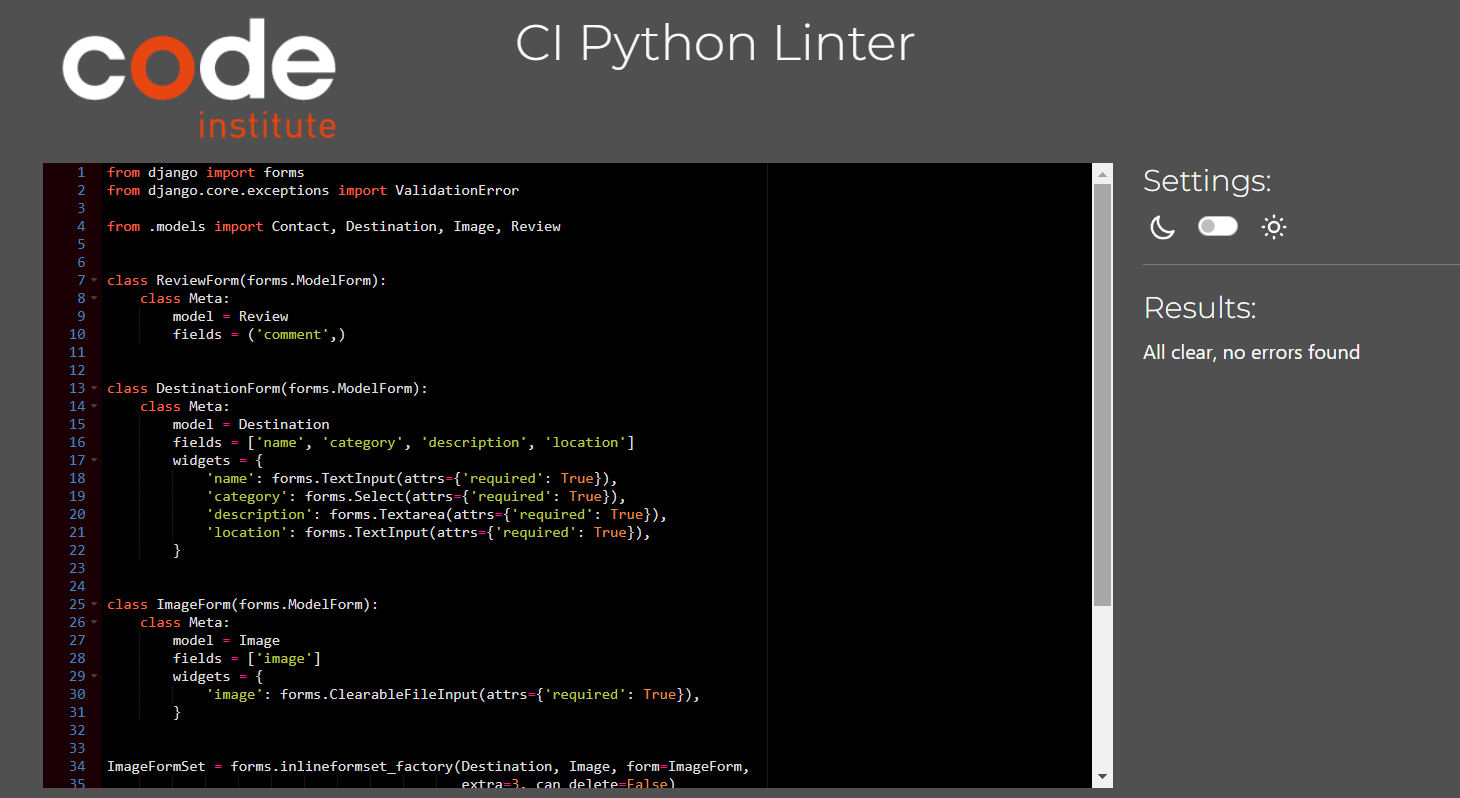 code
institute
CI Python Linter
1 from django import forms
2 from django.core.exceptions import ValidationError
3
4 from .models import Contact, Destination, Image, Review
5
6
7 class ReviewForm(forms.ModelForm):
8     class Meta:
9         model = Review
10         fields = ('comment',)
11
12
13 class DestinationForm(forms.ModelForm):
14     class Meta:
15         model = Destination
16         fields = ['name', 'category', 'description', 'location']
17         widgets = {
18             'name': forms.TextInput(attrs={'required': True}),
19             'category': forms.Select(attrs={'required': True}),
20             'description': forms.Textarea(attrs={'required': True}),
21             'location': forms.TextInput(attrs={'required': True}),
22         }
23
24
25 class ImageForm(forms.ModelForm):
26     class Meta:
27         model = Image
28         fields = ['image']
29         widgets = {
30             'image': forms.ClearableFileInput(attrs={'required': True}),
31         }
32
33
34 ImageFormSet = forms.inlineformset_factory(Destination, Image, form=ImageForm,
35                                            extra=3, can_delete=False)
Settings:
Results:
All clear, no errors found